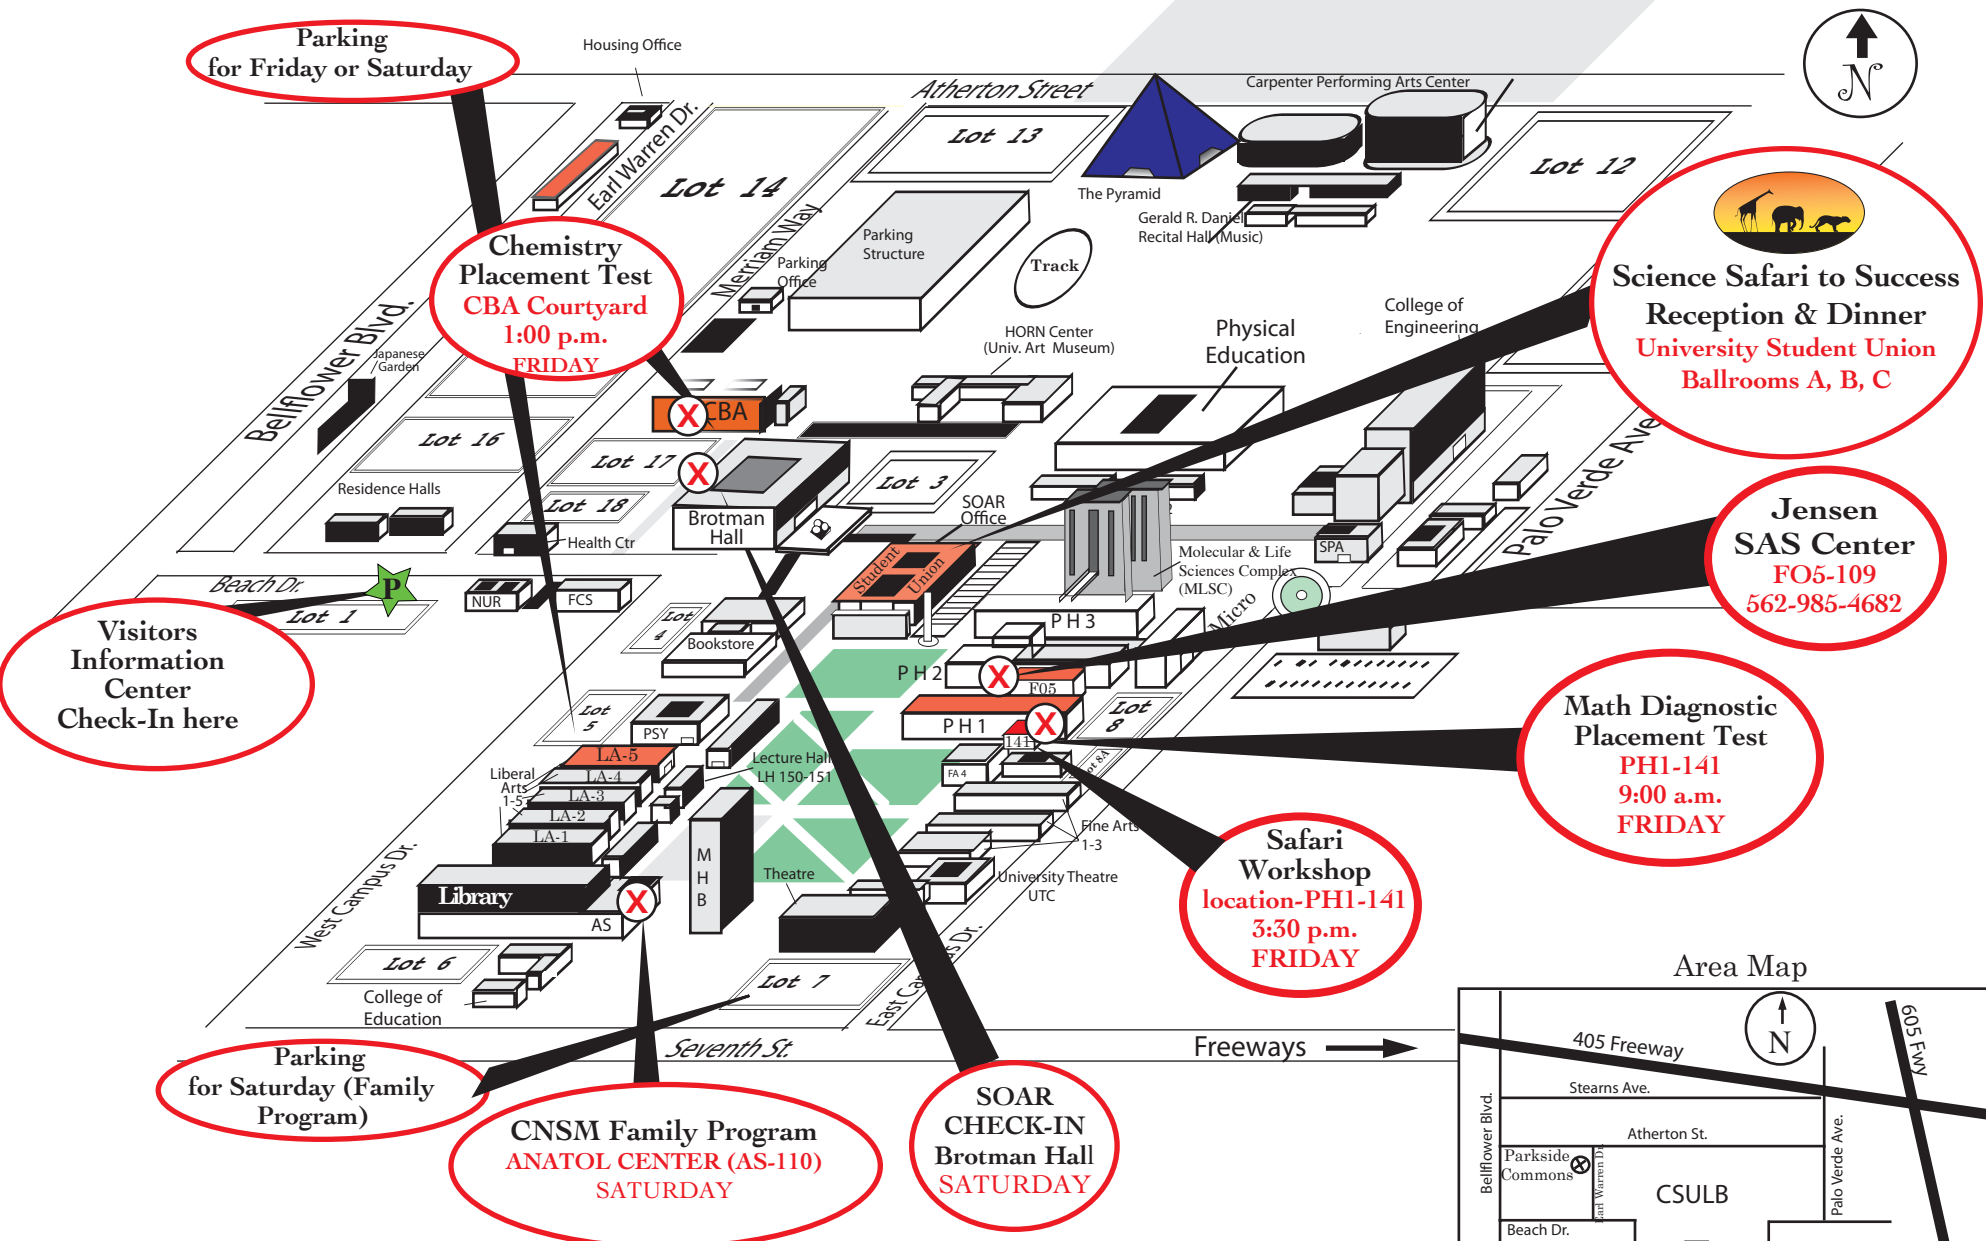 Parking
for Friday or Saturday
Housing Office
Atherton Street
Carpenter Performing Arts Center
N
Earl Warren Dr.
Lot 14
Lot 13
Lot 12
The Pyramid
Gerald R. Daniel
Recital Hall (Music)
Merriam Way
Parking
Structure
Parking
Office
Track
Chemistry
Placement Test
CBA Courtyard
1:00 p.m.
FRIDAY
Science Safari to Success
Reception & Dinner
University Student Union
Ballrooms A, B, C
Bellflower Blvd.
Japanese
Garden
HORN Center
(Univ. Art Museum)
Physical
Education
College of
Engineering
X
CBA
Lot 16
Lot 17
X
Lot 3
Residence Halls
Lot 18
Brotman
Hall
SOAR
Office
Palo Verde Ave
Health Ctr
Student
Union
SPA
Molecular & Life
Sciences Complex
(MLSC)
Jensen
SAS Center
FO5-109
562-985-4682
Beach Dr.
P
Lot 1
NUR
FCS
Lot
4
Bookstore
PH3
Micro
Visitors
Information
Center
Check-In here
PH2
X
F05
Lot
5
PSY
PH1
X
141
Lot
8
Lot 8A
Math Diagnostic
Placement Test
PH1-141
9:00 a.m.
FRIDAY
Liberal
Arts
1-5
LA-5
LA-4
LA-3
LA-2
LA-1
Lecture Hall
LH 150-151
FA 4
Fine Arts
1-3
MHB
Theatre
University Theatre
UTC
Safari
Workshop
location-PH1-141
3:30 p.m.
FRIDAY
West Campus Dr.
Library
AS
X
Lot 6
Lot 7
College of
Education
Seventh St.
Freeways
Parking
for Saturday (Family
Program)
CNSM Family Program
ANATOL CENTER (AS-110)
SATURDAY
SOAR
CHECK-IN
Brotman Hall
SATURDAY
Area Map
N
405 Freeway
605 Fwy
Stearns Ave.
Bellflower Blvd.
Atherton St.
Parkside
Commons
Earl Warren Dr.
CSULB
Palo Verde Ave.
Beach Dr.